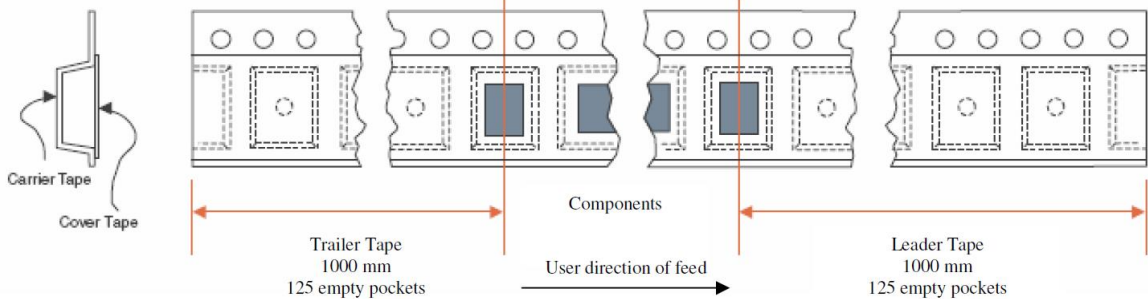 Carrier Tape
Cover Tape
Components
Trailer Tape
1000 mm
125 empty pockets
User direction of feed
Leader Tape
1000 mm
125 empty pockets